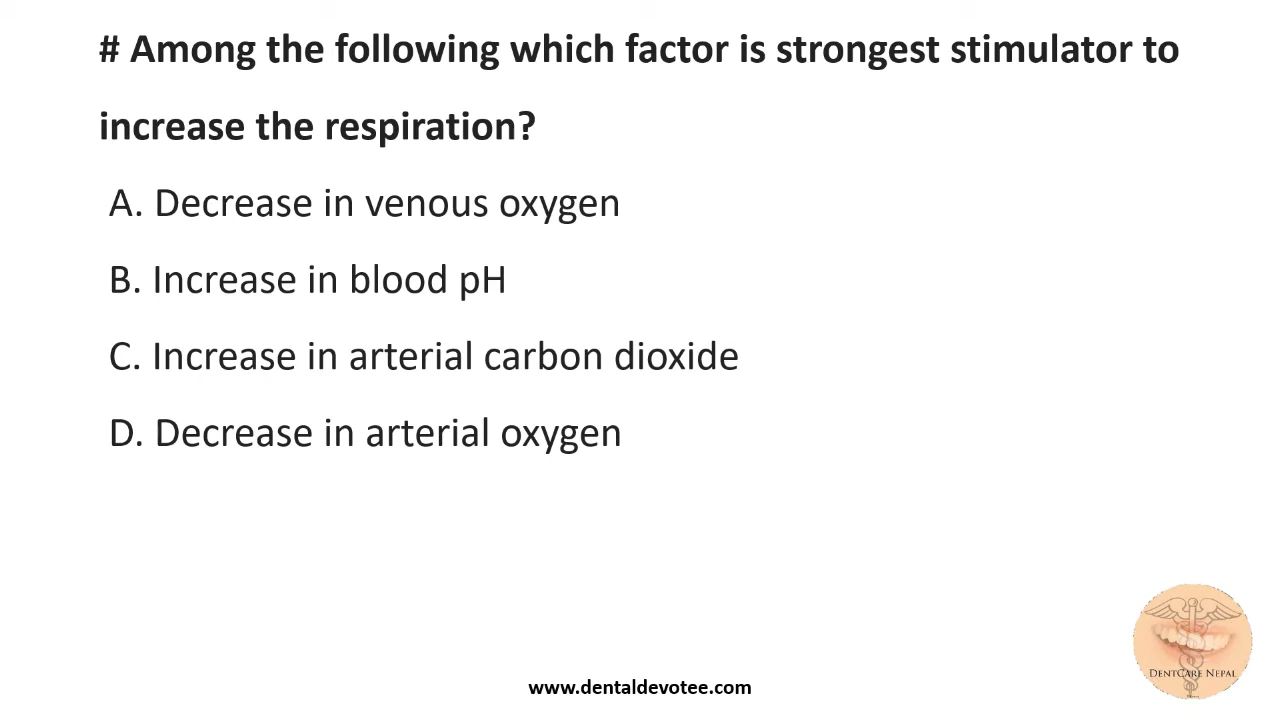 # Among the following which factor is strongest stimulator to
increase the respiration?
A. Decrease in venous oxygen
B. Increase in blood pH
C. Increase in arterial carbon dioxide
D. Decrease in arterial oxygen
DentCare Nepal
www.dentaldevotee.com